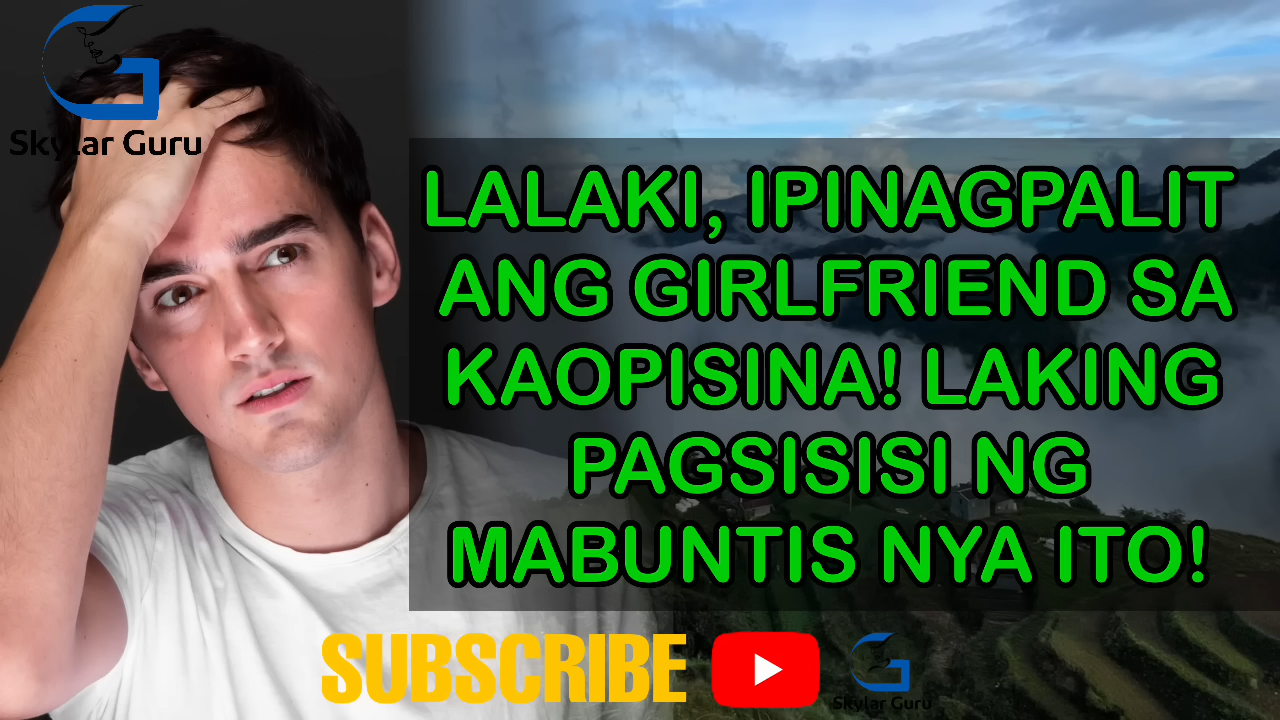 Skylar Guru
LALAKI, IPINAGPALIT
ANG GIRLFRIEND SA
KAOPISINA! LAKING
PAGSISISI NG
MABUNTIS NYA ITO!
SUBSCRIBE
Skylar Guru